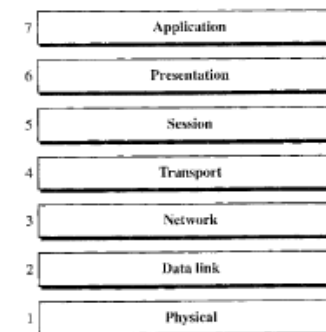 7 Application
6 Presentation
5 Session
4 Transport
3 Network
2 Data link
1 Physical